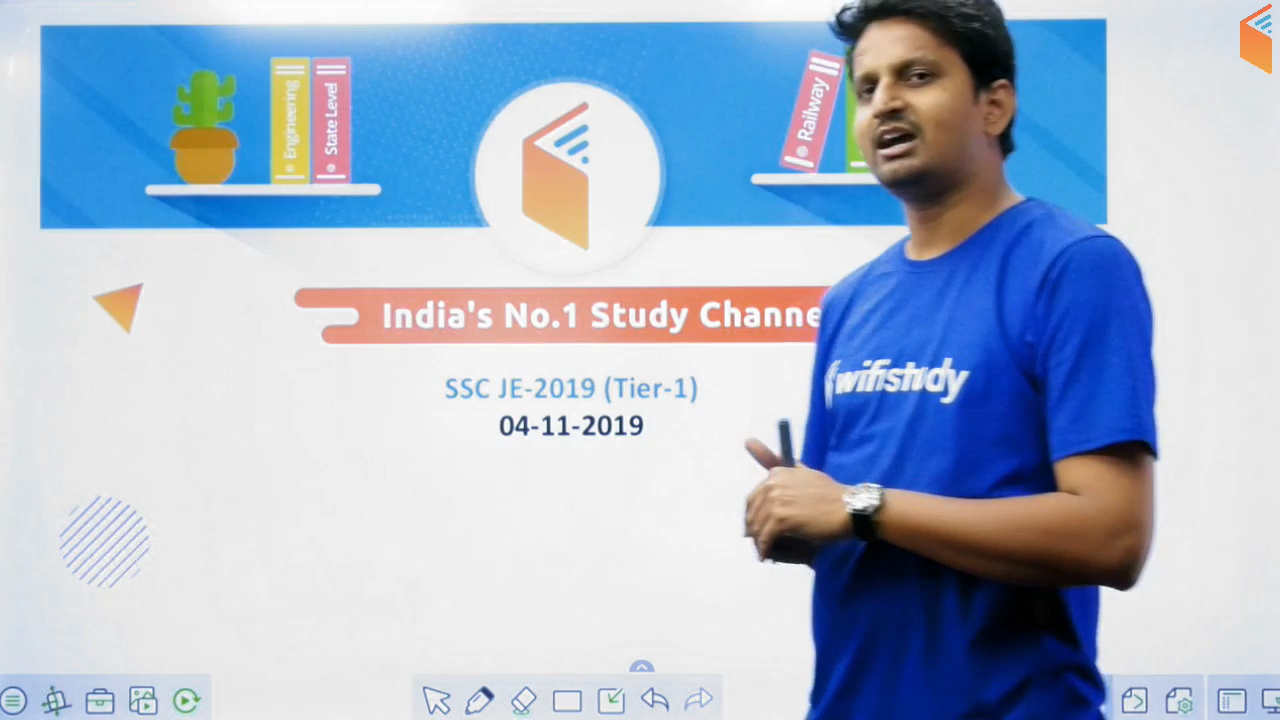 Engineering
State Level
Railway
India's No.1 Study Channe
SSC JE-2019 (Tier-1)
04-11-2019
wifistudy